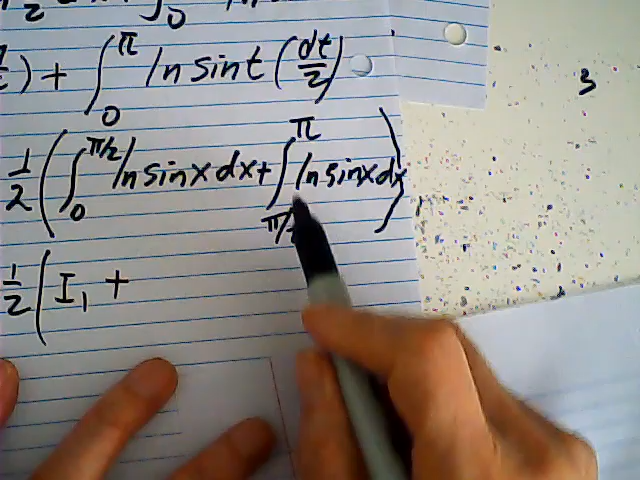 ∫₀
) + ∫₀^π ln sin t (dt/2)
3
1/2 ( ∫₀^{π/2} ln sin x dx + ∫_{π/2}^π ln sin x dx )
1/2 ( I₁ +